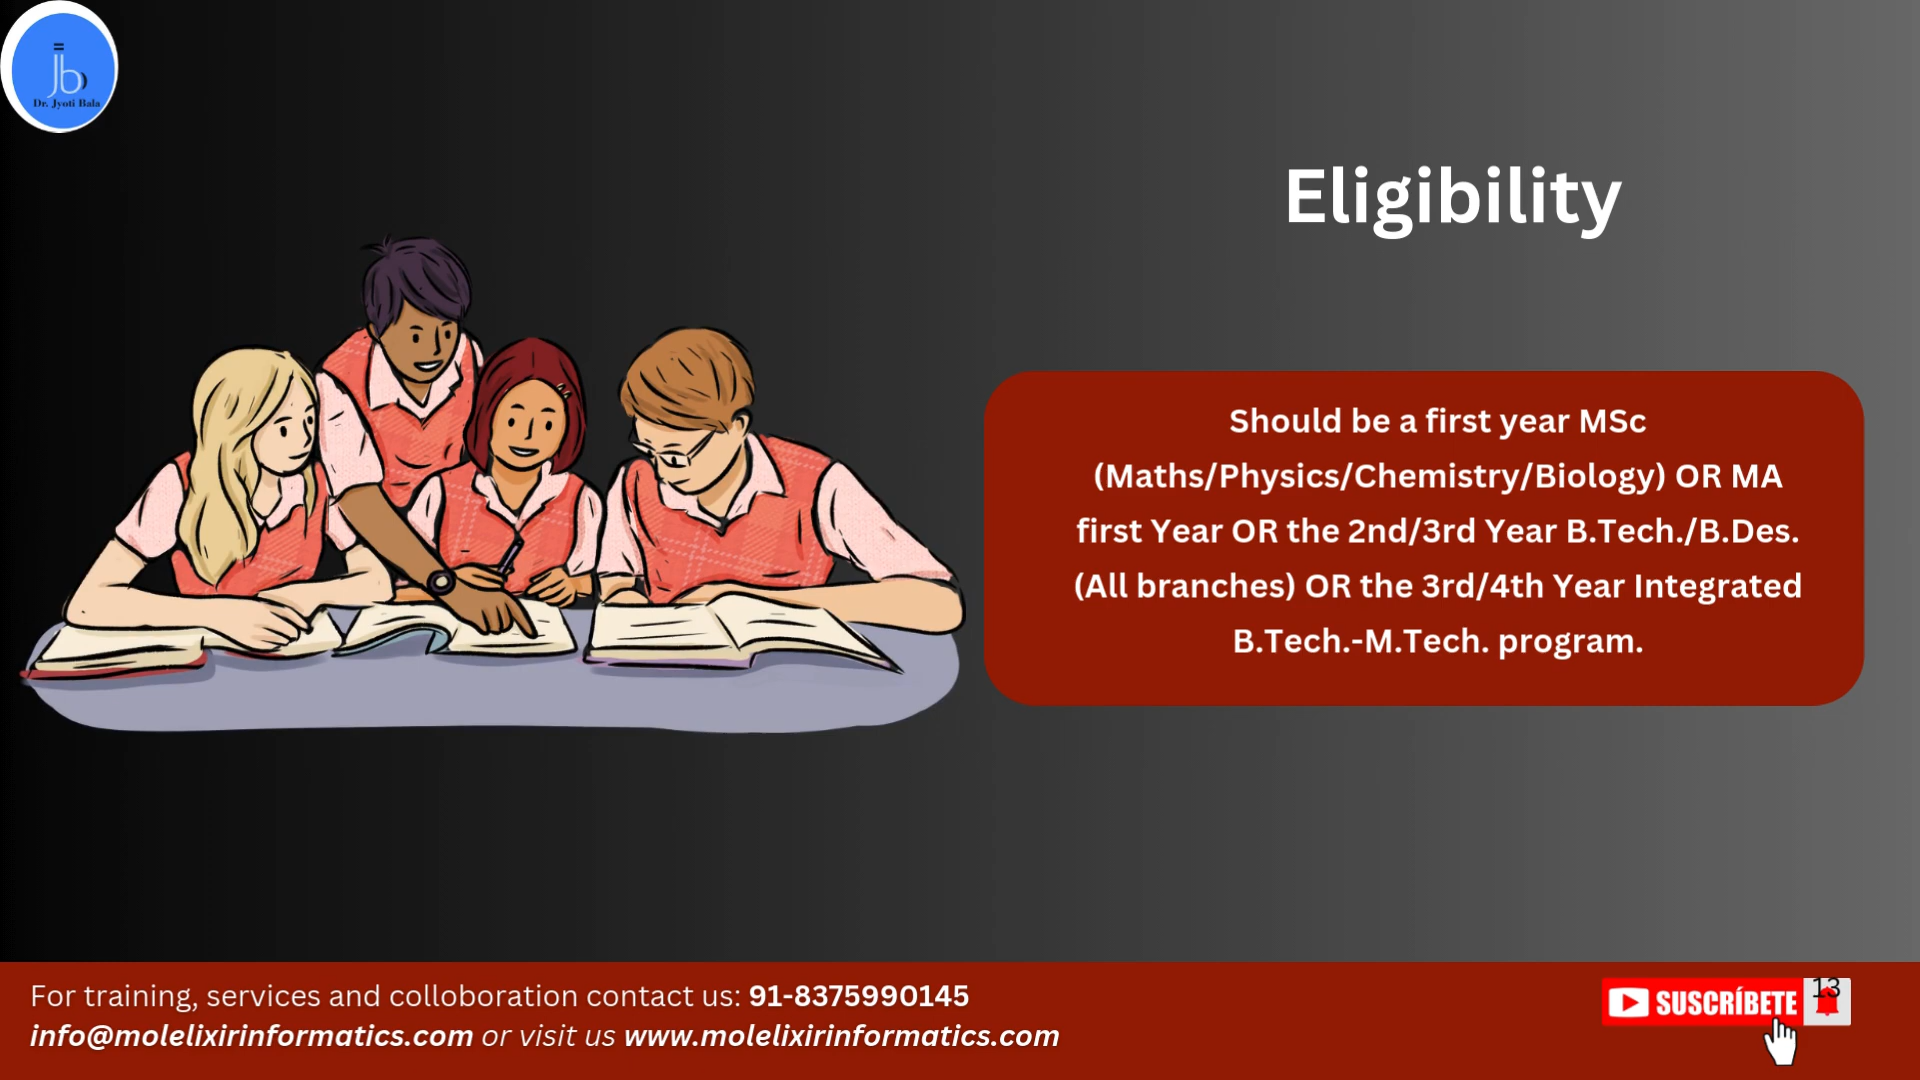 jb
Dr. Jyoti Bala
Eligibility
Should be a first year MSc
(Maths/Physics/Chemistry/Biology) OR MA
first Year OR the 2nd/3rd Year B.Tech./B.Des.
(All branches) OR the 3rd/4th Year Integrated
B.Tech.-M.Tech. program.
For training, services and colloboration contact us: 91-8375990145
info@molelixirinformatics.com or visit us www.molelixirinformatics.com
SUSCRÍBETE
13